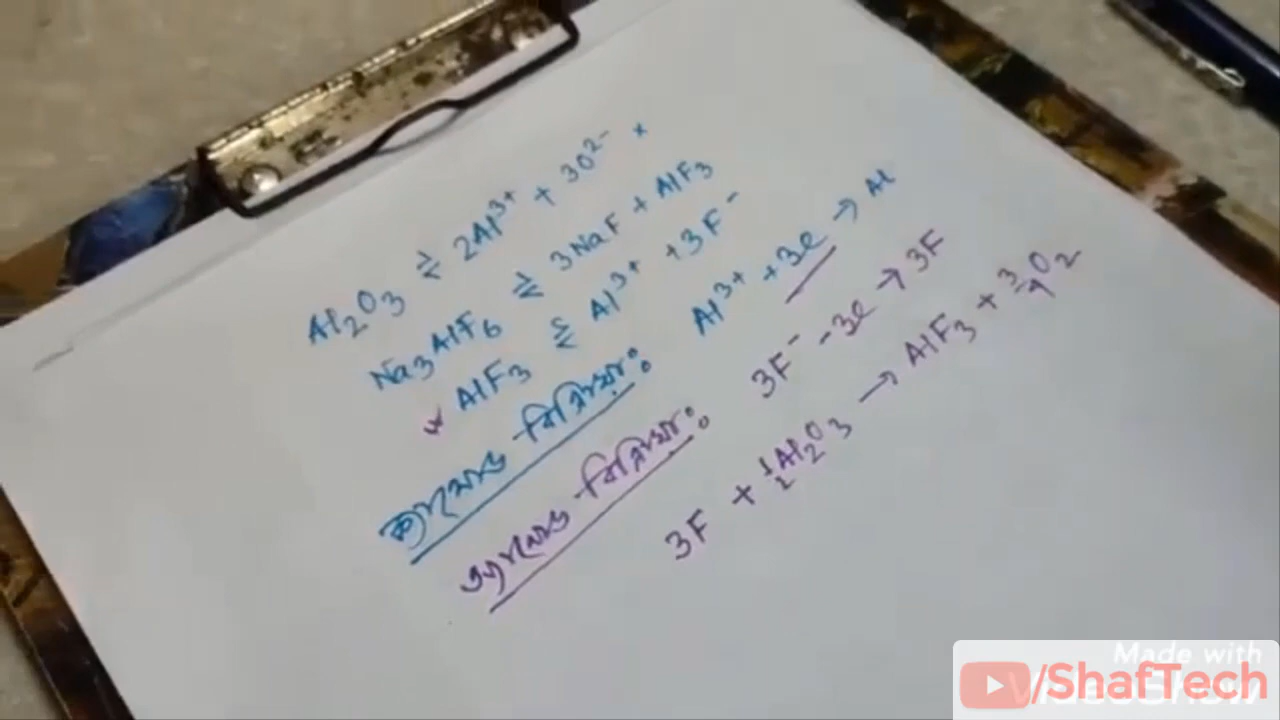 Al₂O₃ ⇌ 2Al³⁺ + 3O²⁻ ×
Na₃AlF₆ ⇌ 3NaF + AlF₃
AlF₃ ⇌ Al³⁺ + 3F⁻
ক্যাথোড বিক্রিয়া: Al³⁺ + 3e → Al
অ্যানোড বিক্রিয়া: 3F⁻ - 3e → 3F
3F + ½Al₂O₃ → AlF₃ + ¾O₂
Made with
/ShafTech